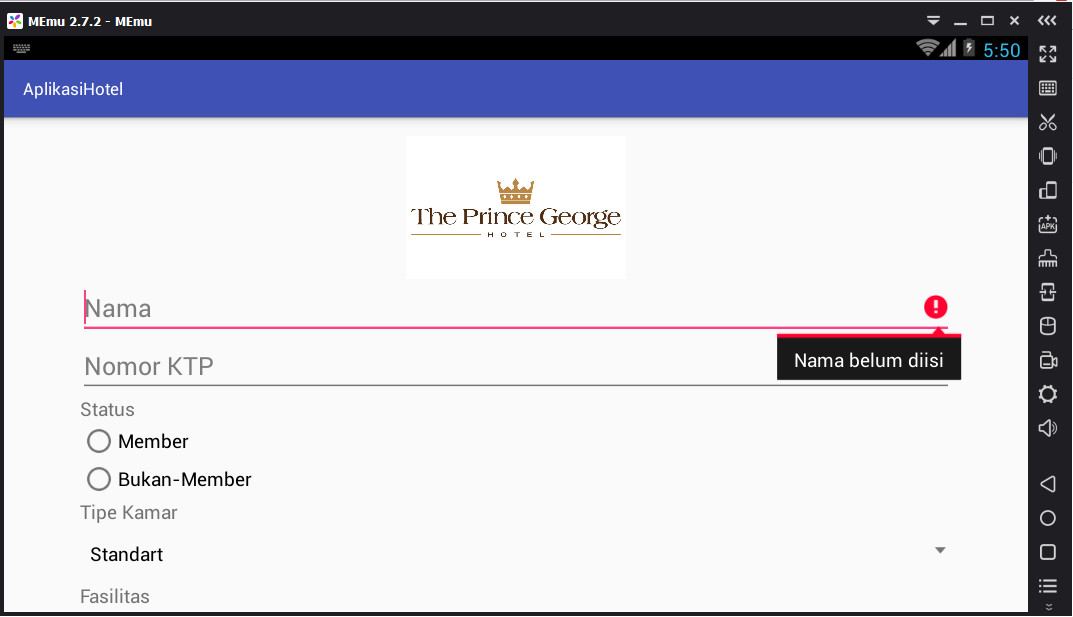 MEmu 2.7.2 - MEmu
5:50
AplikasiHotel
APK
The Prince George
HOTEL
Nama
Nama belum diisi
Nomor KTP
Status
Member
Bukan-Member
Tipe Kamar
Standart
Fasilitas